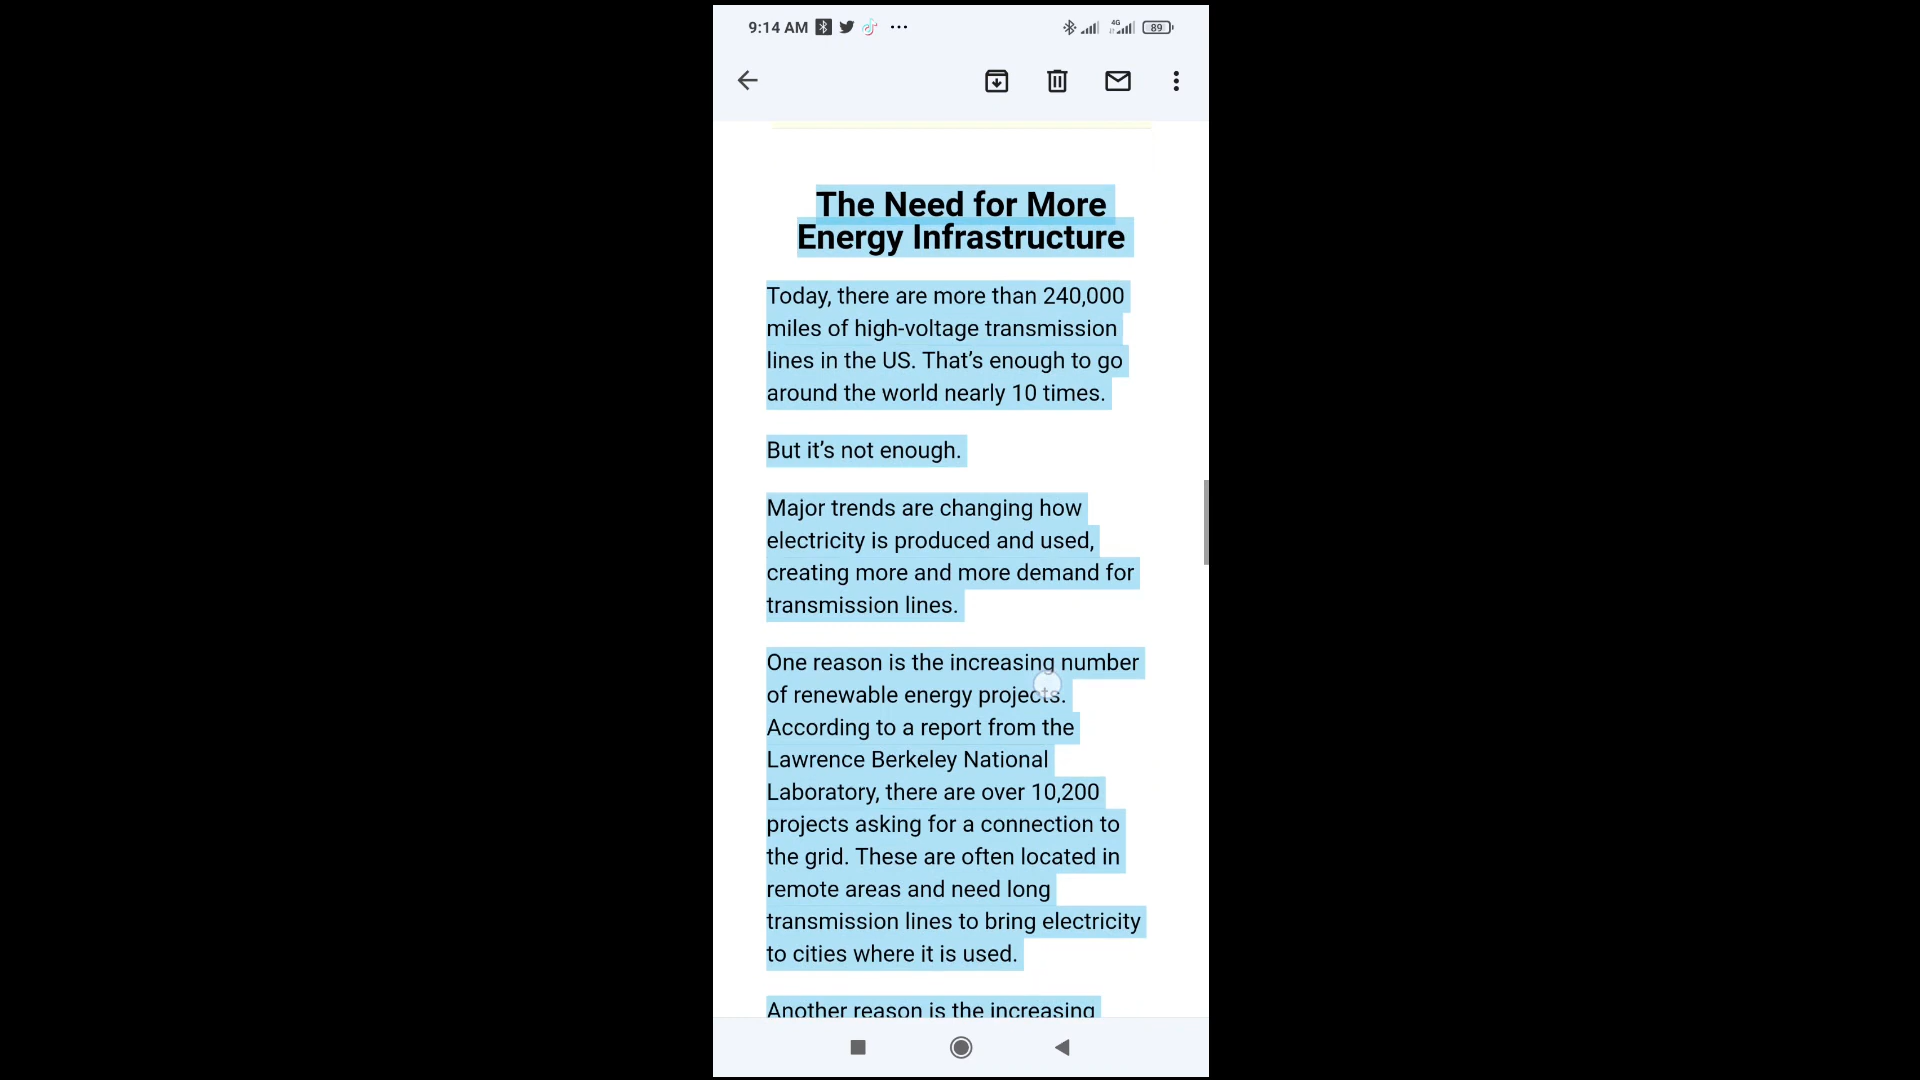 9:14 AM
4G
89
The Need for More
Energy Infrastructure
Today, there are more than 240,000
miles of high-voltage transmission
lines in the US. That’s enough to go
around the world nearly 10 times.
But it’s not enough.
Major trends are changing how
electricity is produced and used,
creating more and more demand for
transmission lines.
One reason is the increasing number
of renewable energy projects.
According to a report from the
Lawrence Berkeley National
Laboratory, there are over 10,200
projects asking for a connection to
the grid. These are often located in
remote areas and need long
transmission lines to bring electricity
to cities where it is used.
Another reason is the increasing